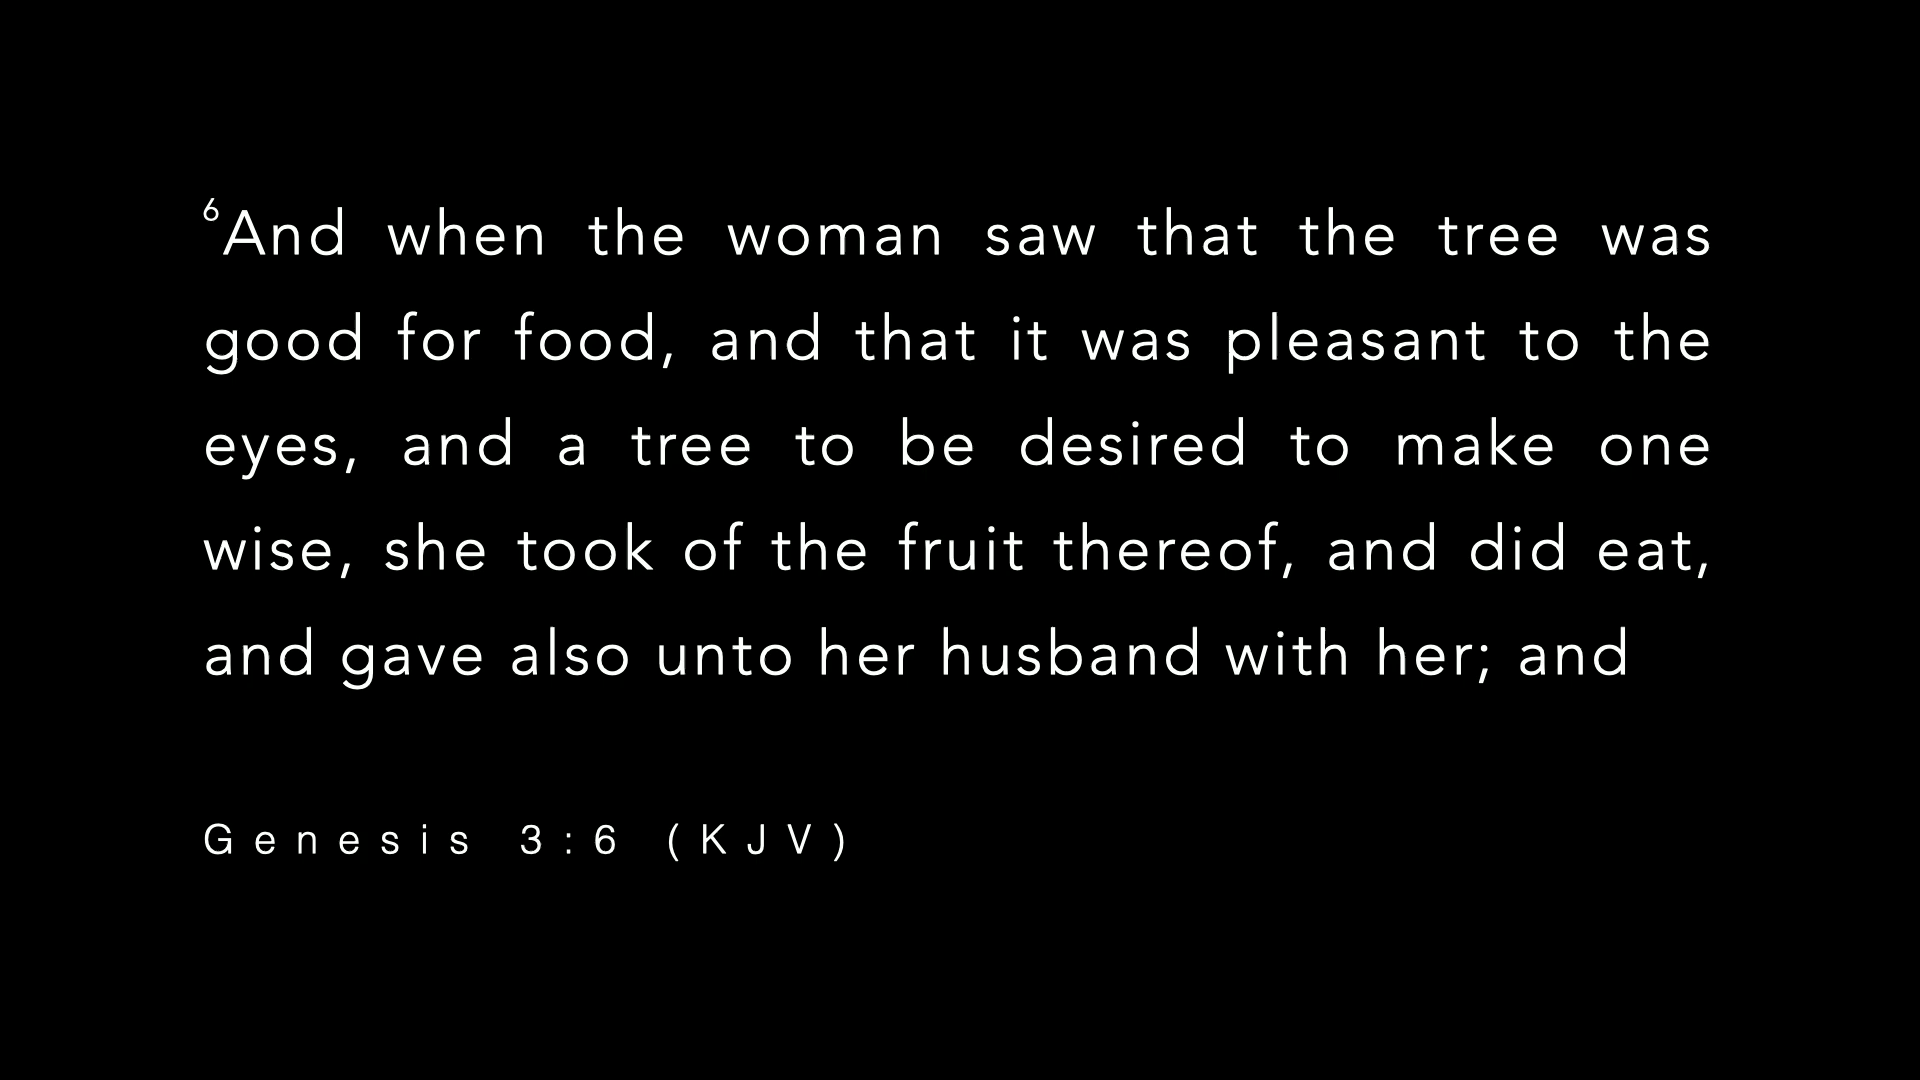 ⁶And when the woman saw that the tree was
good for food, and that it was pleasant to the
eyes, and a tree to be desired to make one
wise, she took of the fruit thereof, and did eat,
and gave also unto her husband with her; and
Genesis 3:6 (KJV)